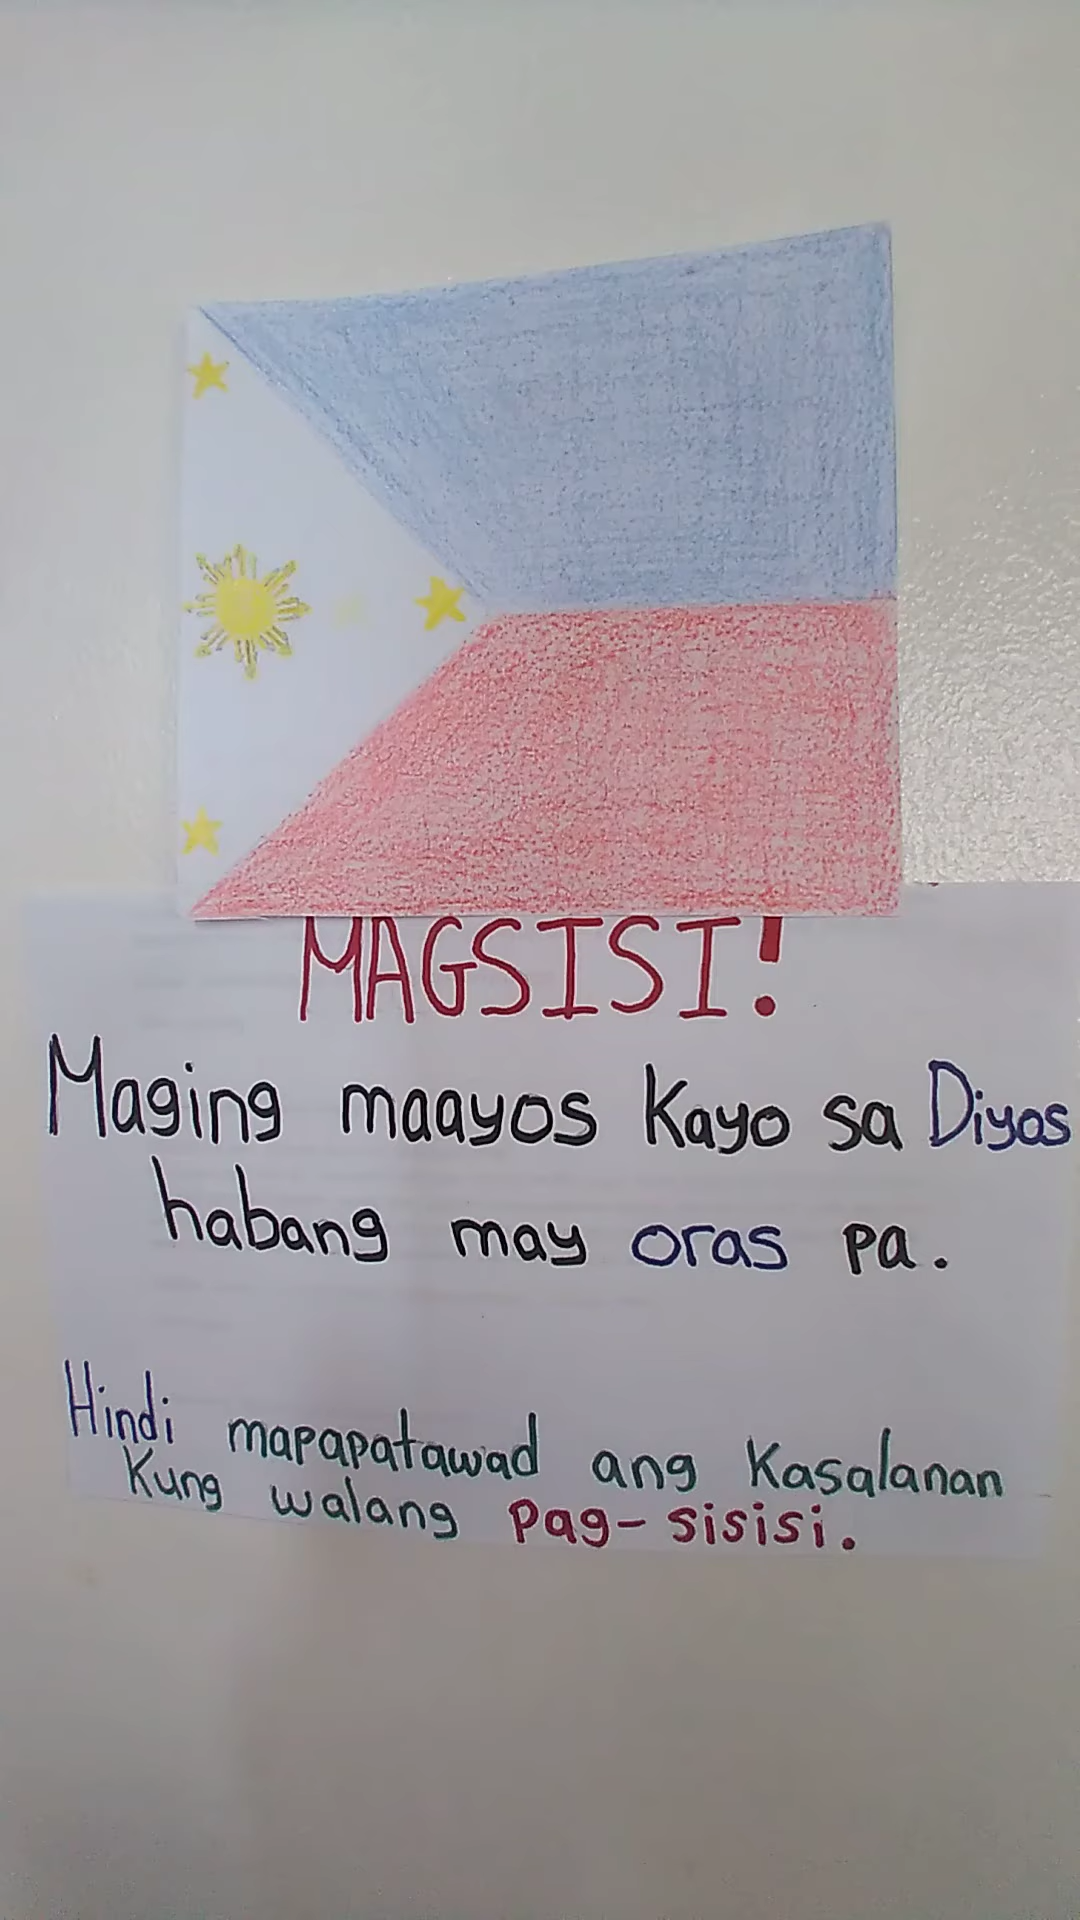 MAGSISI!
Maging maayos kayo sa Diyos
habang may oras pa.
Hindi mapapatawad ang kasalanan
kung walang pag-sisisi.